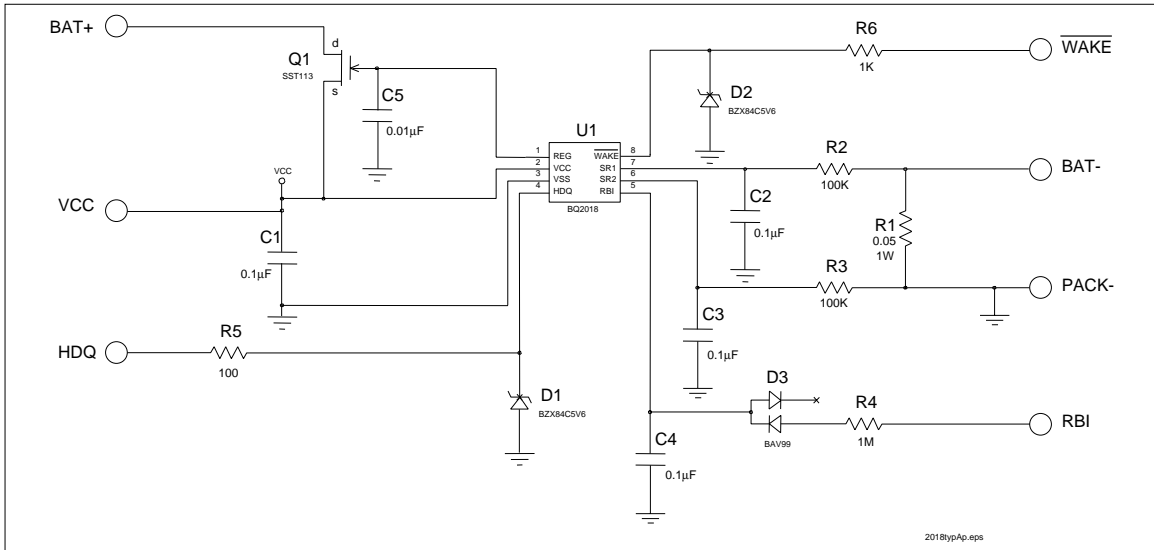 BAT+
Q1
SST113
d
s
C5
0.01µF
VCC
VCC
C1
0.1µF
HDQ
R5
100
D1
BZX84C5V6
U1
1 REG
2 VCC
3 VSS
4 HDQ
WAKE 8
SR1 7
SR2 6
RBI 5
BQ2018
D2
BZX84C5V6
R6
1K
WAKE
R2
100K
BAT-
C2
0.1µF
R1
0.05
1W
R3
100K
PACK-
C3
0.1µF
D3
BAV99
R4
1M
RBI
C4
0.1µF
2018typAp.eps